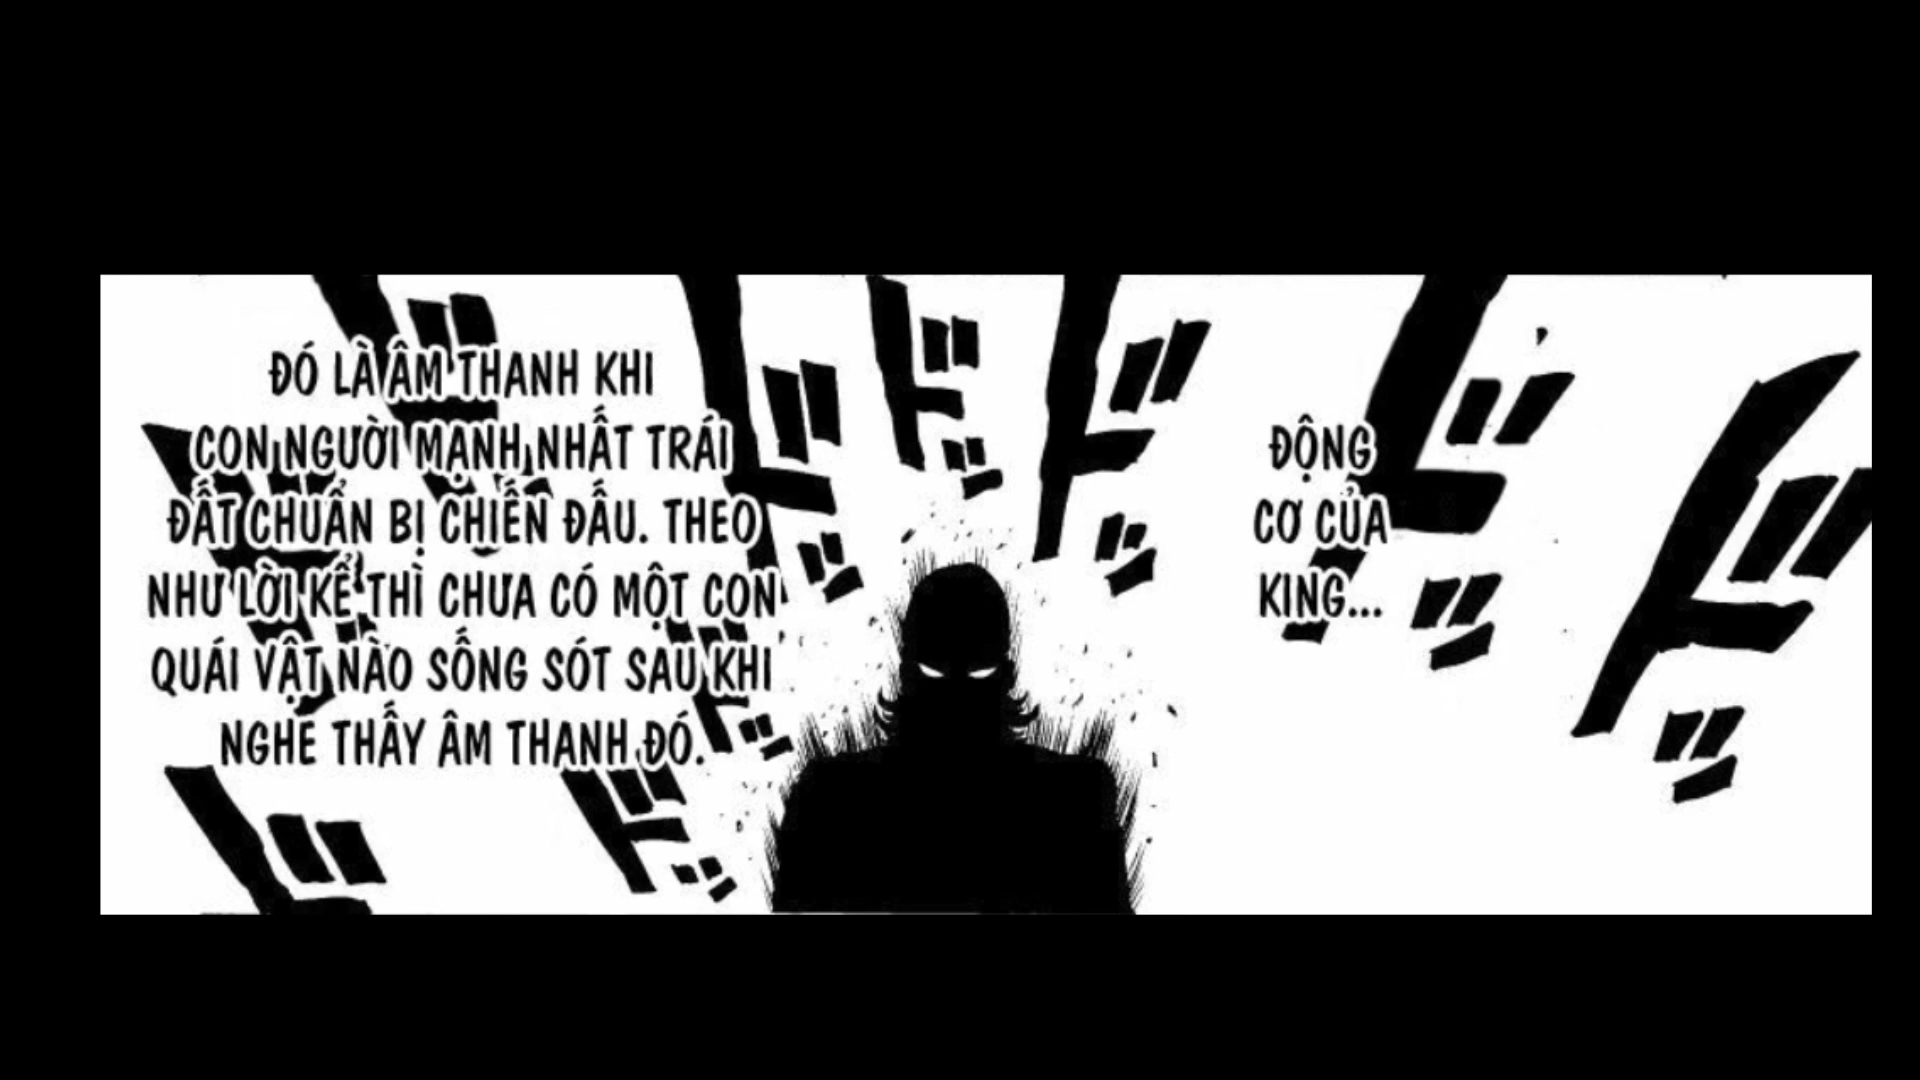 ĐỘNG
CƠ CỦA
KING...
ĐÓ LÀ ÂM THANH KHI
CON NGƯỜI MẠNH NHẤT TRÁI
ĐẤT CHUẨN BỊ CHIẾN ĐẤU. THEO
NHƯ LỜI KỂ THÌ CHƯA CÓ MỘT CON
QUÁI VẬT NÀO SỐNG SÓT SAU KHI
NGHE THẤY ÂM THANH ĐÓ.